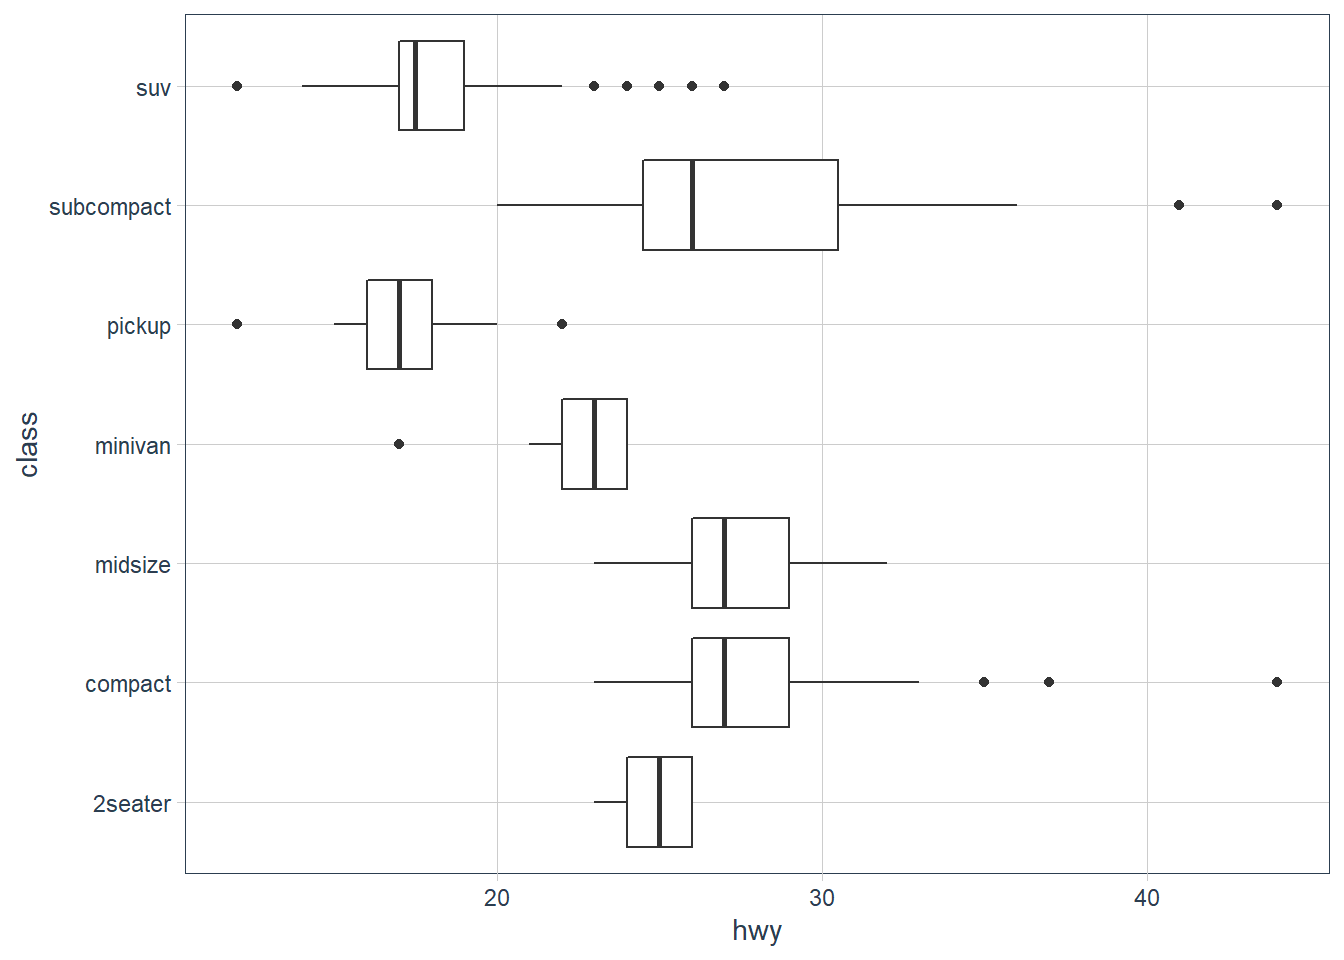 suv
subcompact
pickup
minivan
midsize
compact
2seater
class
20 30 40
hwy